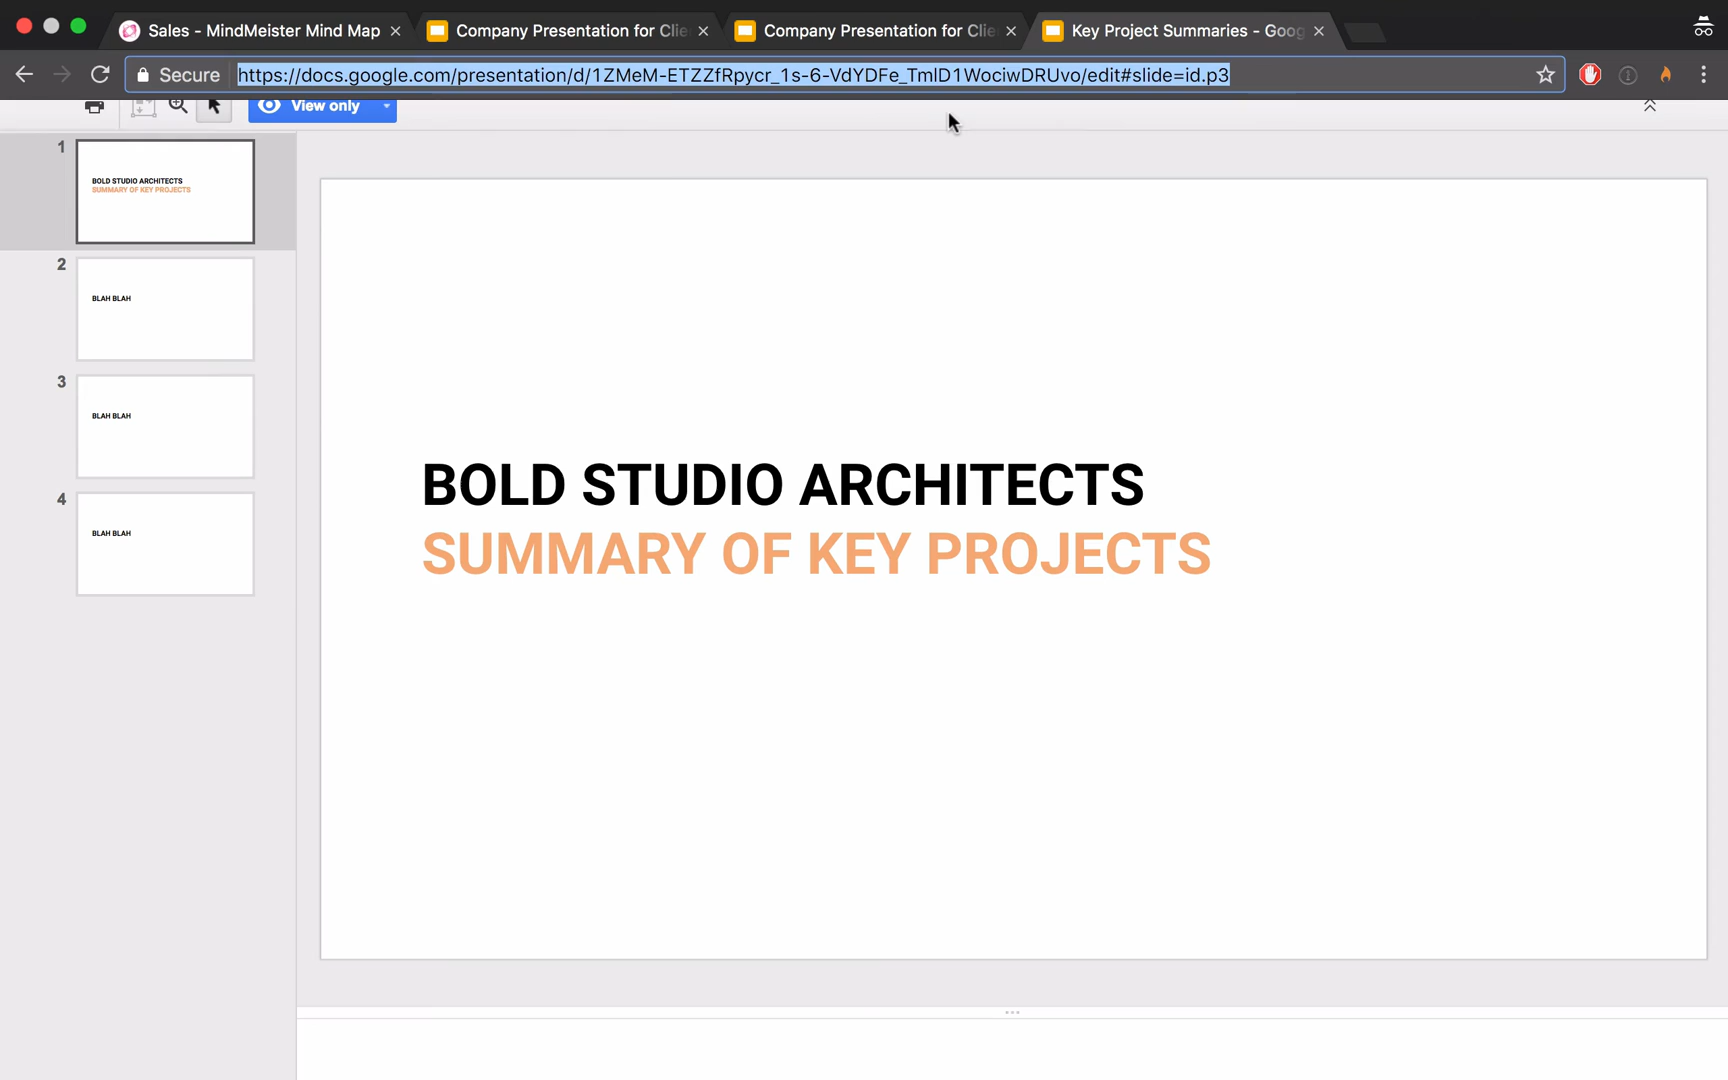 Sales - MindMeister Mind Map
Company Presentation for Clie
Company Presentation for Clie
Key Project Summaries - Goog
Secure
https://docs.google.com/presentation/d/1ZMeM-ETZZfRpycr_1s-6-VdYDFe_TmlD1WociwDRUvo/edit#slide=id.p3
View only
1
BOLD STUDIO ARCHITECTS
SUMMARY OF KEY PROJECTS
2
BLAH BLAH
3
BLAH BLAH
4
BLAH BLAH
BOLD STUDIO ARCHITECTS
SUMMARY OF KEY PROJECTS